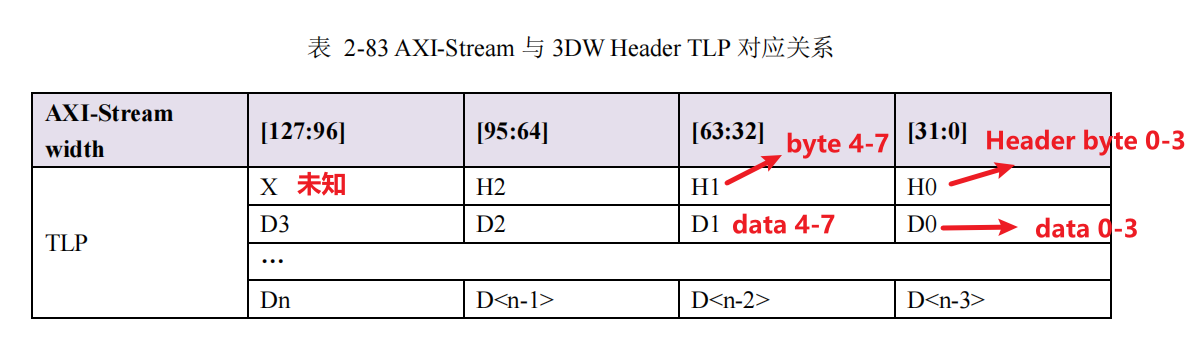 表 2-83 AXI-Stream 与 3DW Header TLP 对应关系
AXI-Stream width [127:96] [95:64] [63:32] [31:0]
byte 4-7 Header byte 0-3
TLP
X 未知 H2 H1 H0
D3 D2 D1 data 4-7 D0 data 0-3
…
Dn D<n-1> D<n-2> D<n-3>